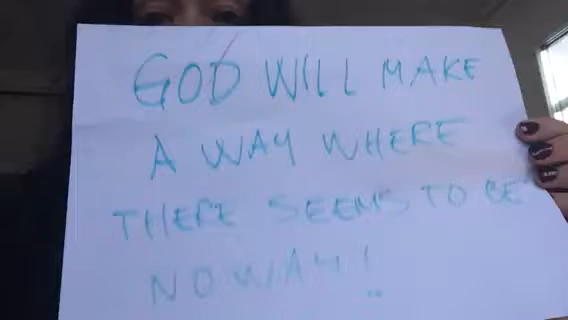 GOD WILL MAKE
A WAY WHERE
THERE SEEMS TO BE
NO WAY!